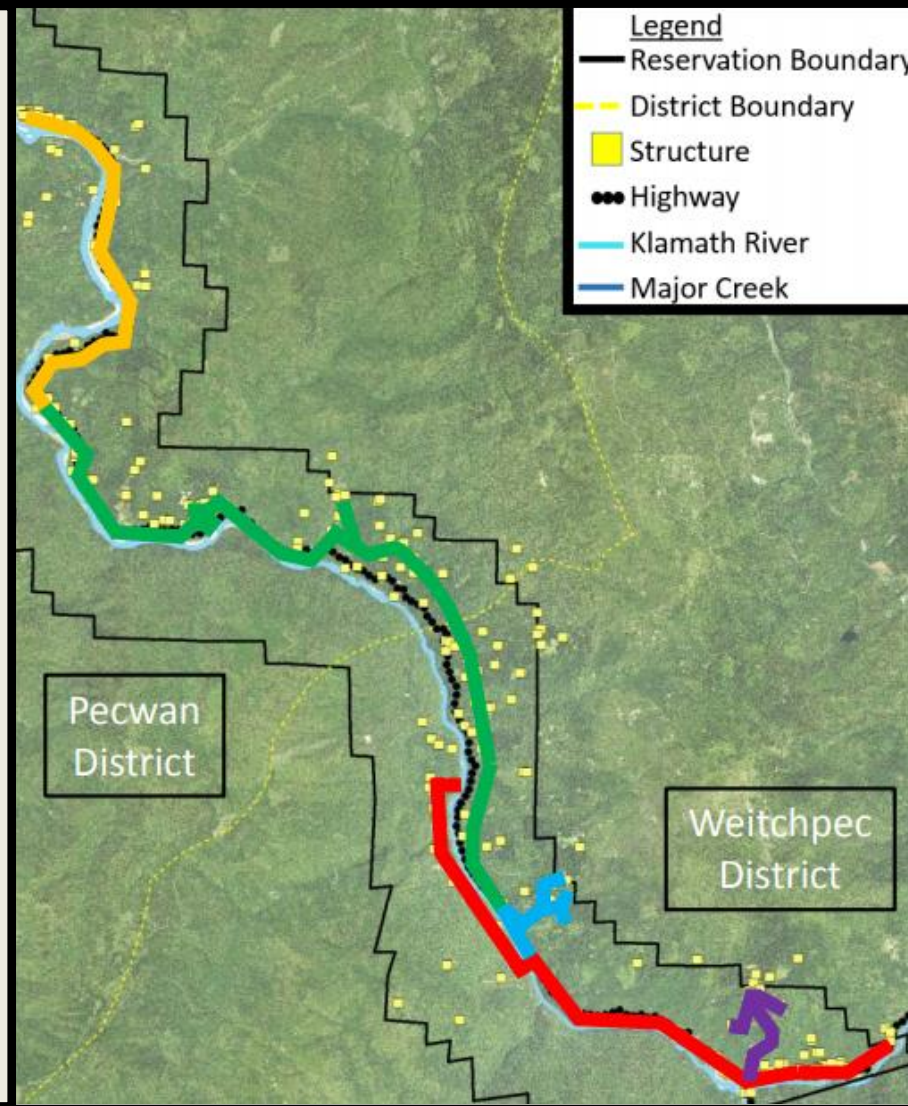 Legend
Reservation Boundary
District Boundary
Structure
Highway
Klamath River
Major Creek
Pecwan
District
Weitchpec
District